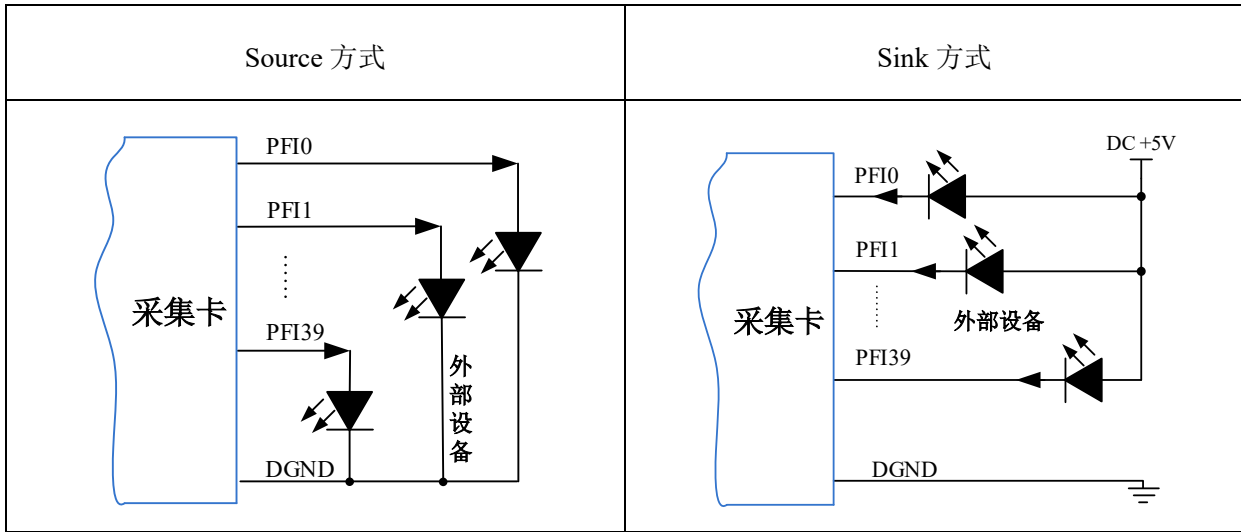 Source 方式
Sink 方式
PFI0
PFI1
……
PFI39
DGND
采集卡
外部设备
DC +5V
PFI0
PFI1
……
PFI39
DGND
采集卡
外部设备